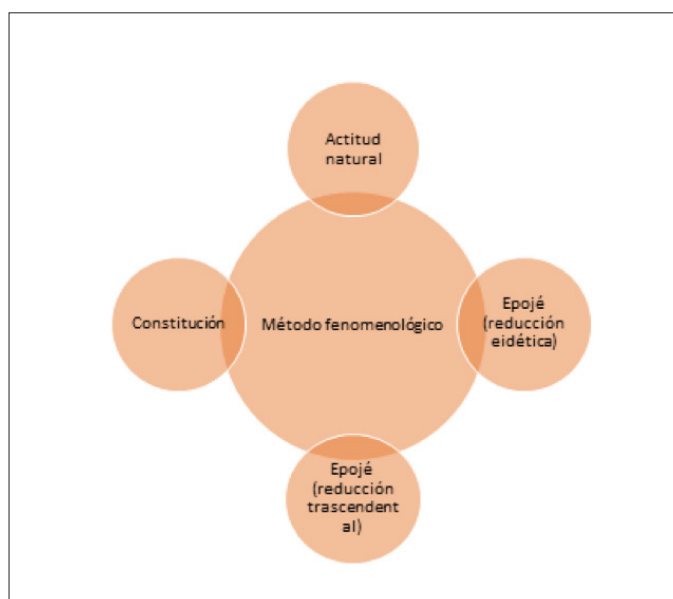 Actitud
natural
Constitución
Método fenomenológico
Epojé
(reducción
eidética)
Epojé
(reducción
trascendent
al)